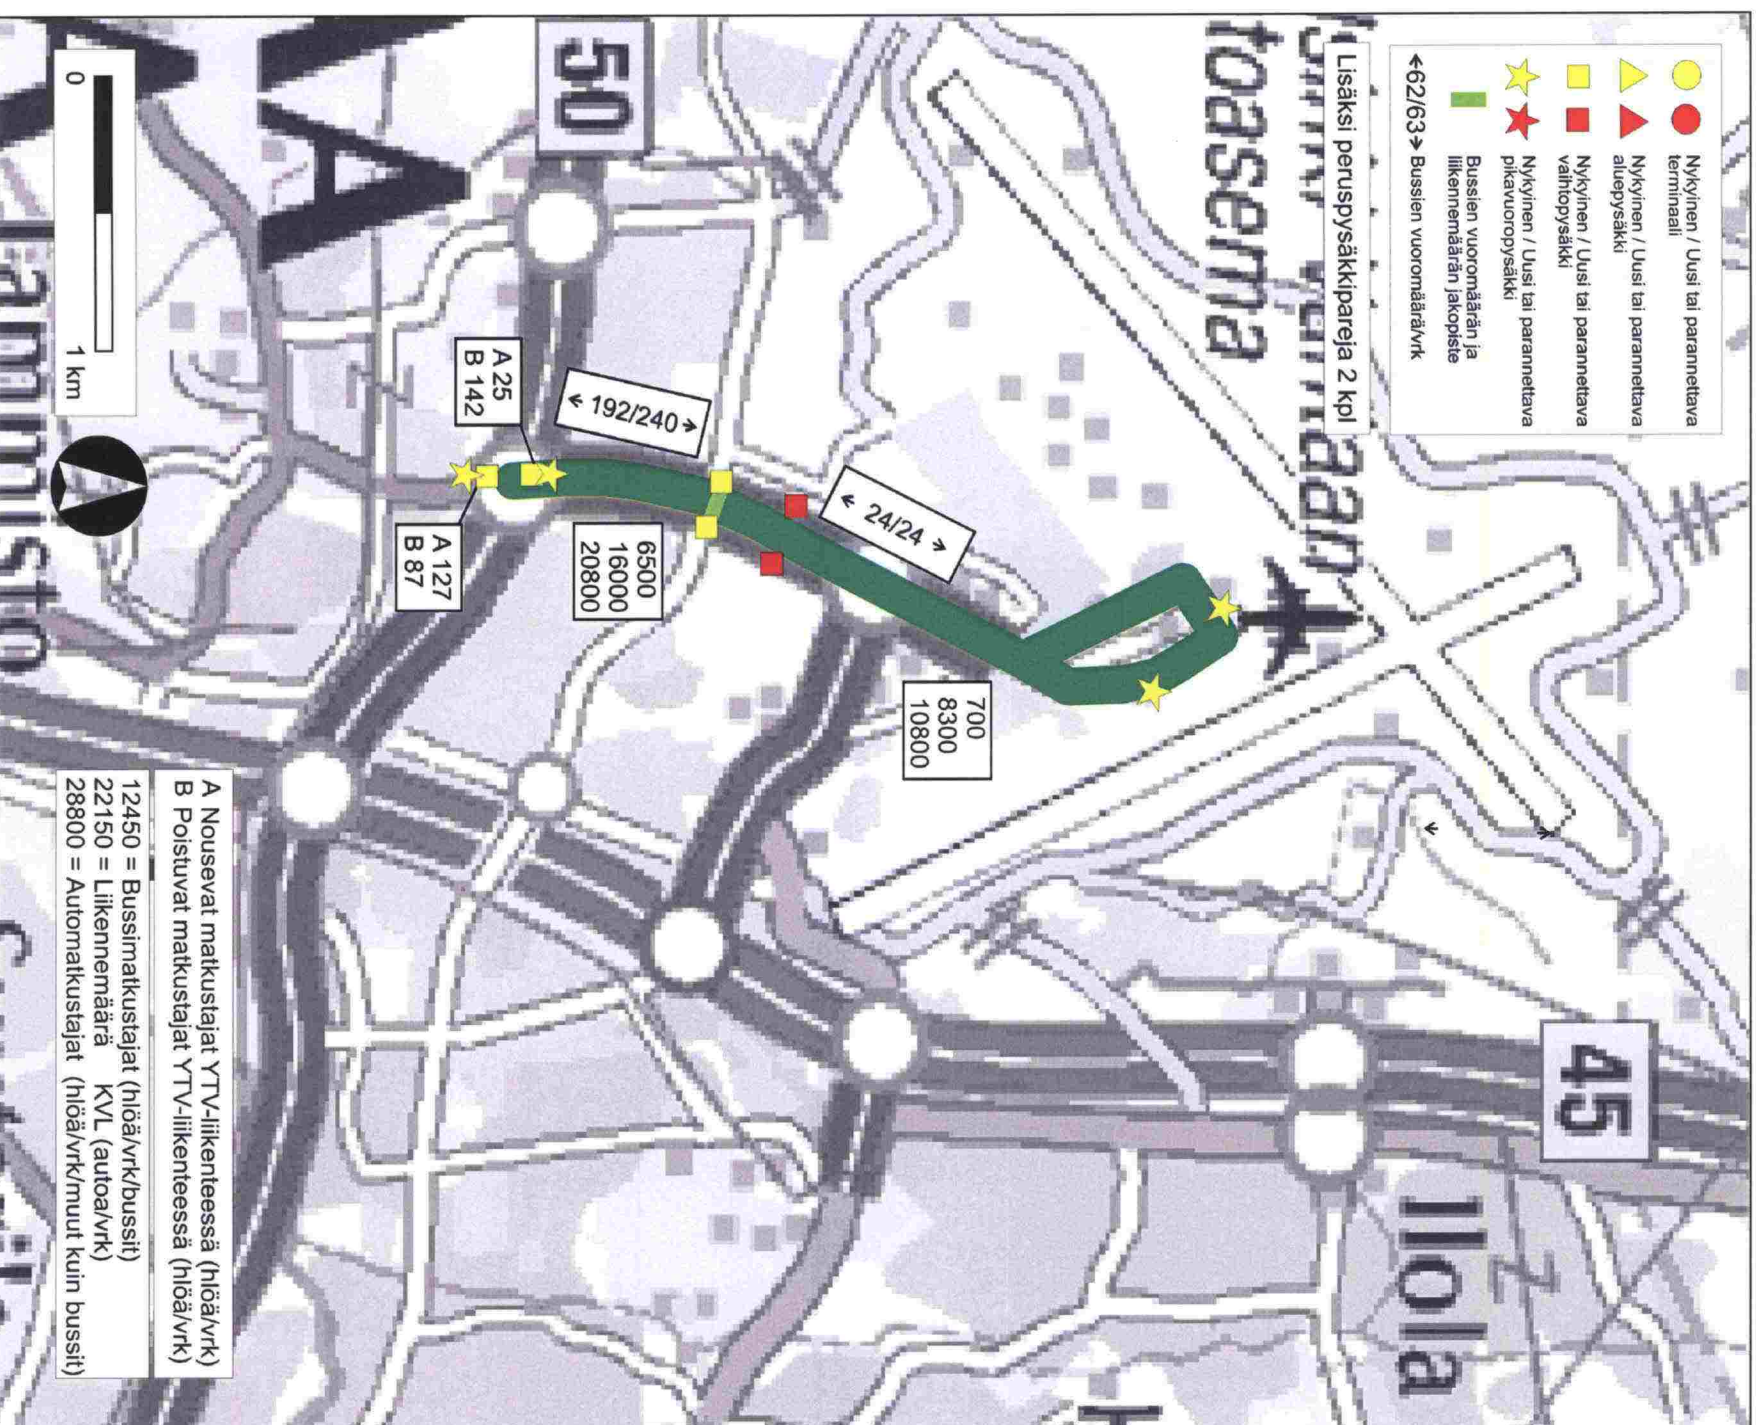 Nykyinen / Uusi tai parannettava
terminaali
Nykyinen / Uusi tai parannettava
aluepysäkki
Nykyinen / Uusi tai parannettava
vaihtopysäkki
Nykyinen / Uusi tai parannettava
pikavuoropysäkki
Bussien vuoromäärän ja
liikennemäärän jakopiste
←62/63→ Bussien vuoromäärä/vrk
Lisäksi peruspysäkkipareja 2 kpl
toasema
45
Ilola
50
← 24/24 →
700
8300
10800
← 192/240 →
6500
16000
20800
A 25
B 142
A 127
B 87
A Nousevat matkustajat YTV-liikenteessä (hlöä/vrk)
B Poistuvat matkustajat YTV-liikenteessä (hlöä/vrk)
12450 = Bussimatkustajat (hlöä/vrk/bussit)
22150 = Liikennemäärä KVL (autoa/vrk)
28800 = Automatkustajat (hlöä/vrk/muut kuin bussit)
0 1 km